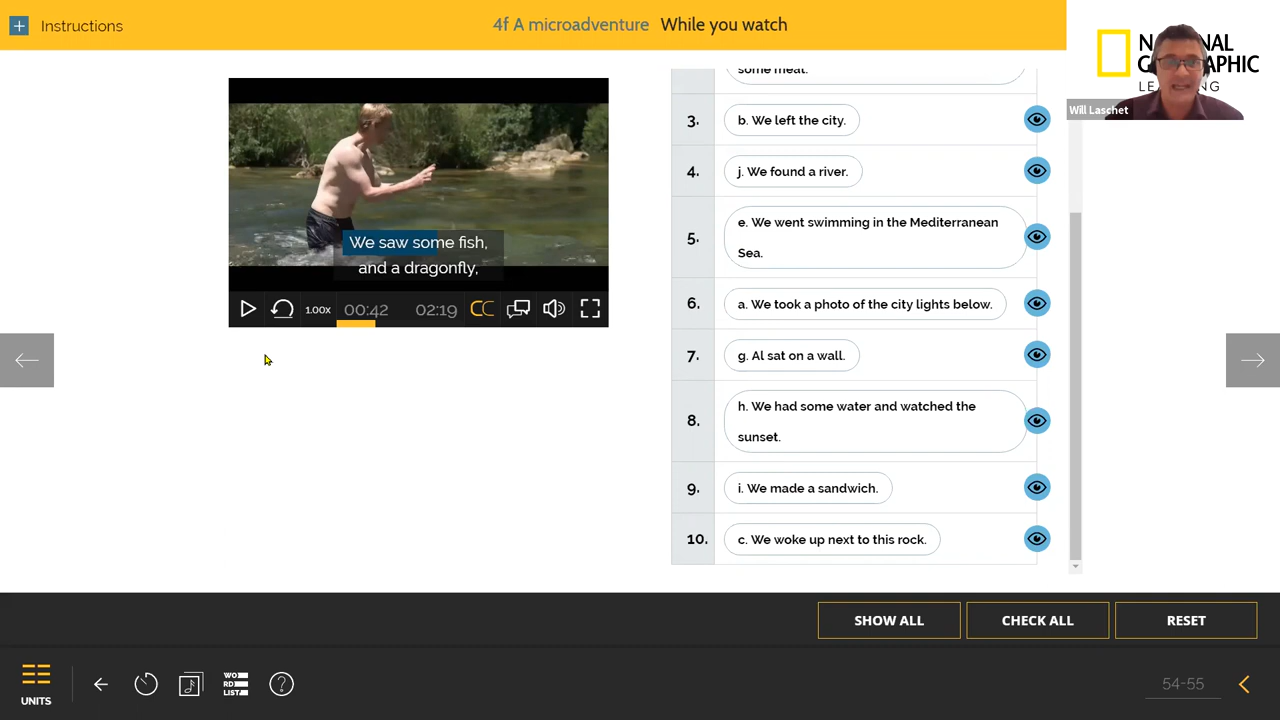 + Instructions
4f A microadventure While you watch
N NAL
G GRAPHIC
LE NG
Will Laschet
some meat.
3. b. We left the city.
4. j. We found a river.
5. e. We went swimming in the Mediterranean
Sea.
6. a. We took a photo of the city lights below.
7. g. Al sat on a wall.
8. h. We had some water and watched the
sunset.
9. i. We made a sandwich.
10. c. We woke up next to this rock.
We saw some fish,
and a dragonfly,
1.00x 00:42 02:19 CC
SHOW ALL CHECK ALL RESET
UNITS
WO
RD
LIST
?
54-55